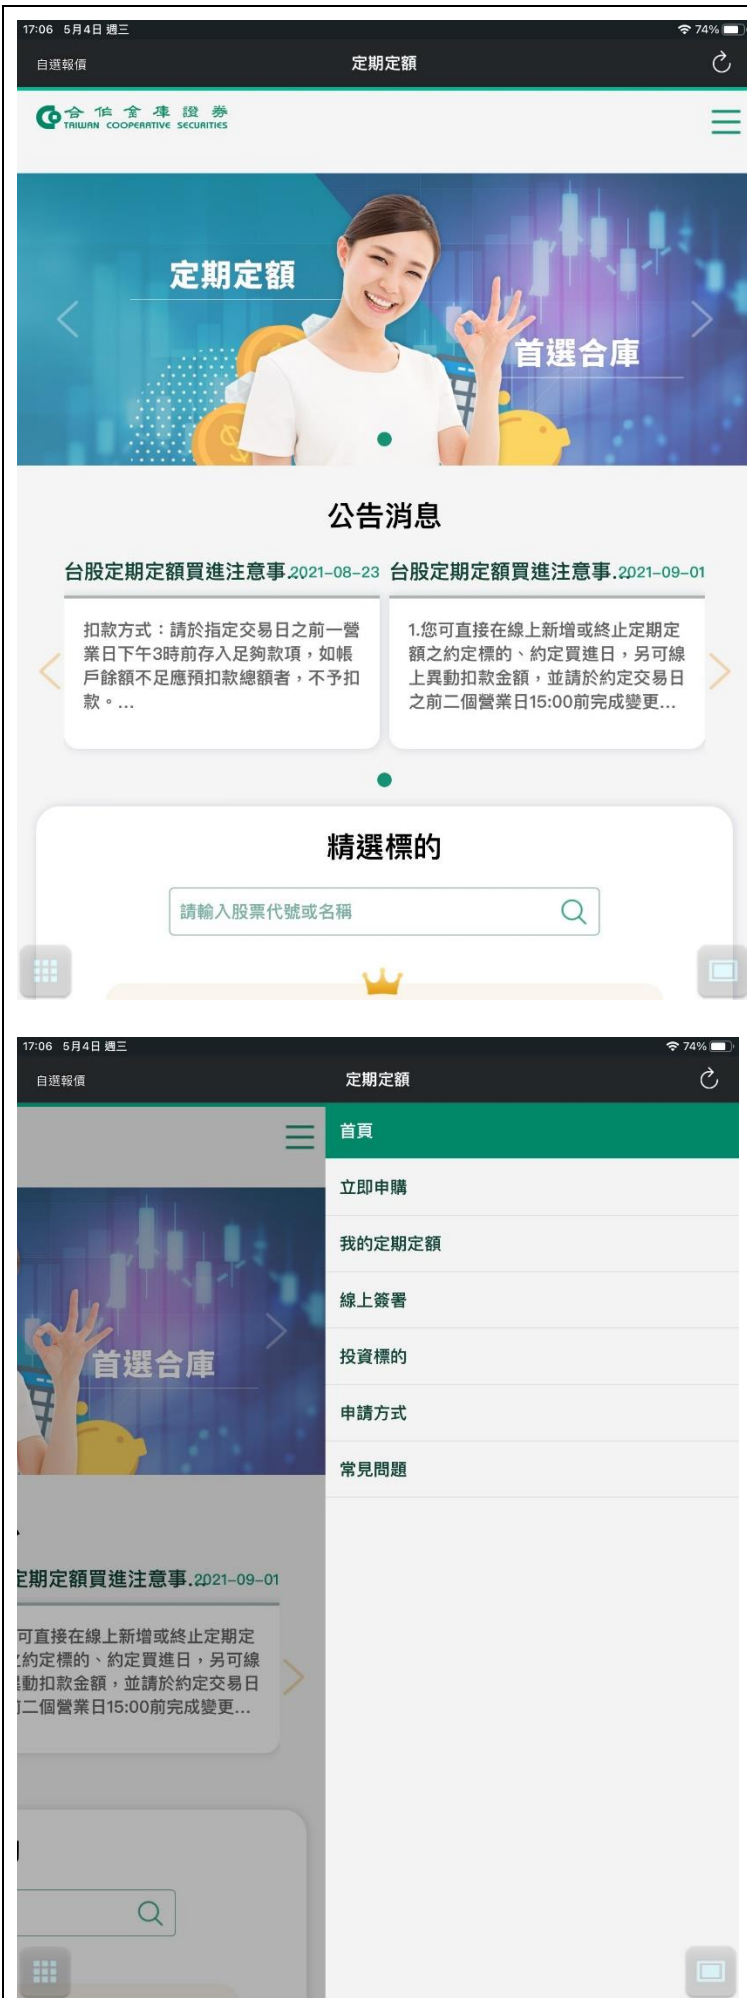 17:06 5月4日 週三
74%
自選報價
定期定額
合作金庫證券
TAIWAN COOPERATIVE SECURITIES
定期定額
首選合庫
公告消息
台股定期定額買進注意事...2021-08-23
台股定期定額買進注意事...2021-09-01
扣款方式：請於指定交易日之前一營
業日下午3時前存入足夠款項，如帳
戶餘額不足應預扣款總額者，不予扣
款。...
1.您可直接在線上新增或終止定期定
額之約定標的、約定買進日，另可線
上異動扣款金額，並請於約定交易日
之前二個營業日15:00前完成變更...
精選標的
請輸入股票代號或名稱
17:06 5月4日 週三
74%
自選報價
定期定額
首頁
立即申購
我的定期定額
線上簽署
投資標的
申請方式
常見問題
首選合庫
定期定額買進注意事...2021-09-01
可直接在線上新增或終止定期定
約定標的、約定買進日，另可線
異動扣款金額，並請於約定交易日
前二個營業日15:00前完成變更...